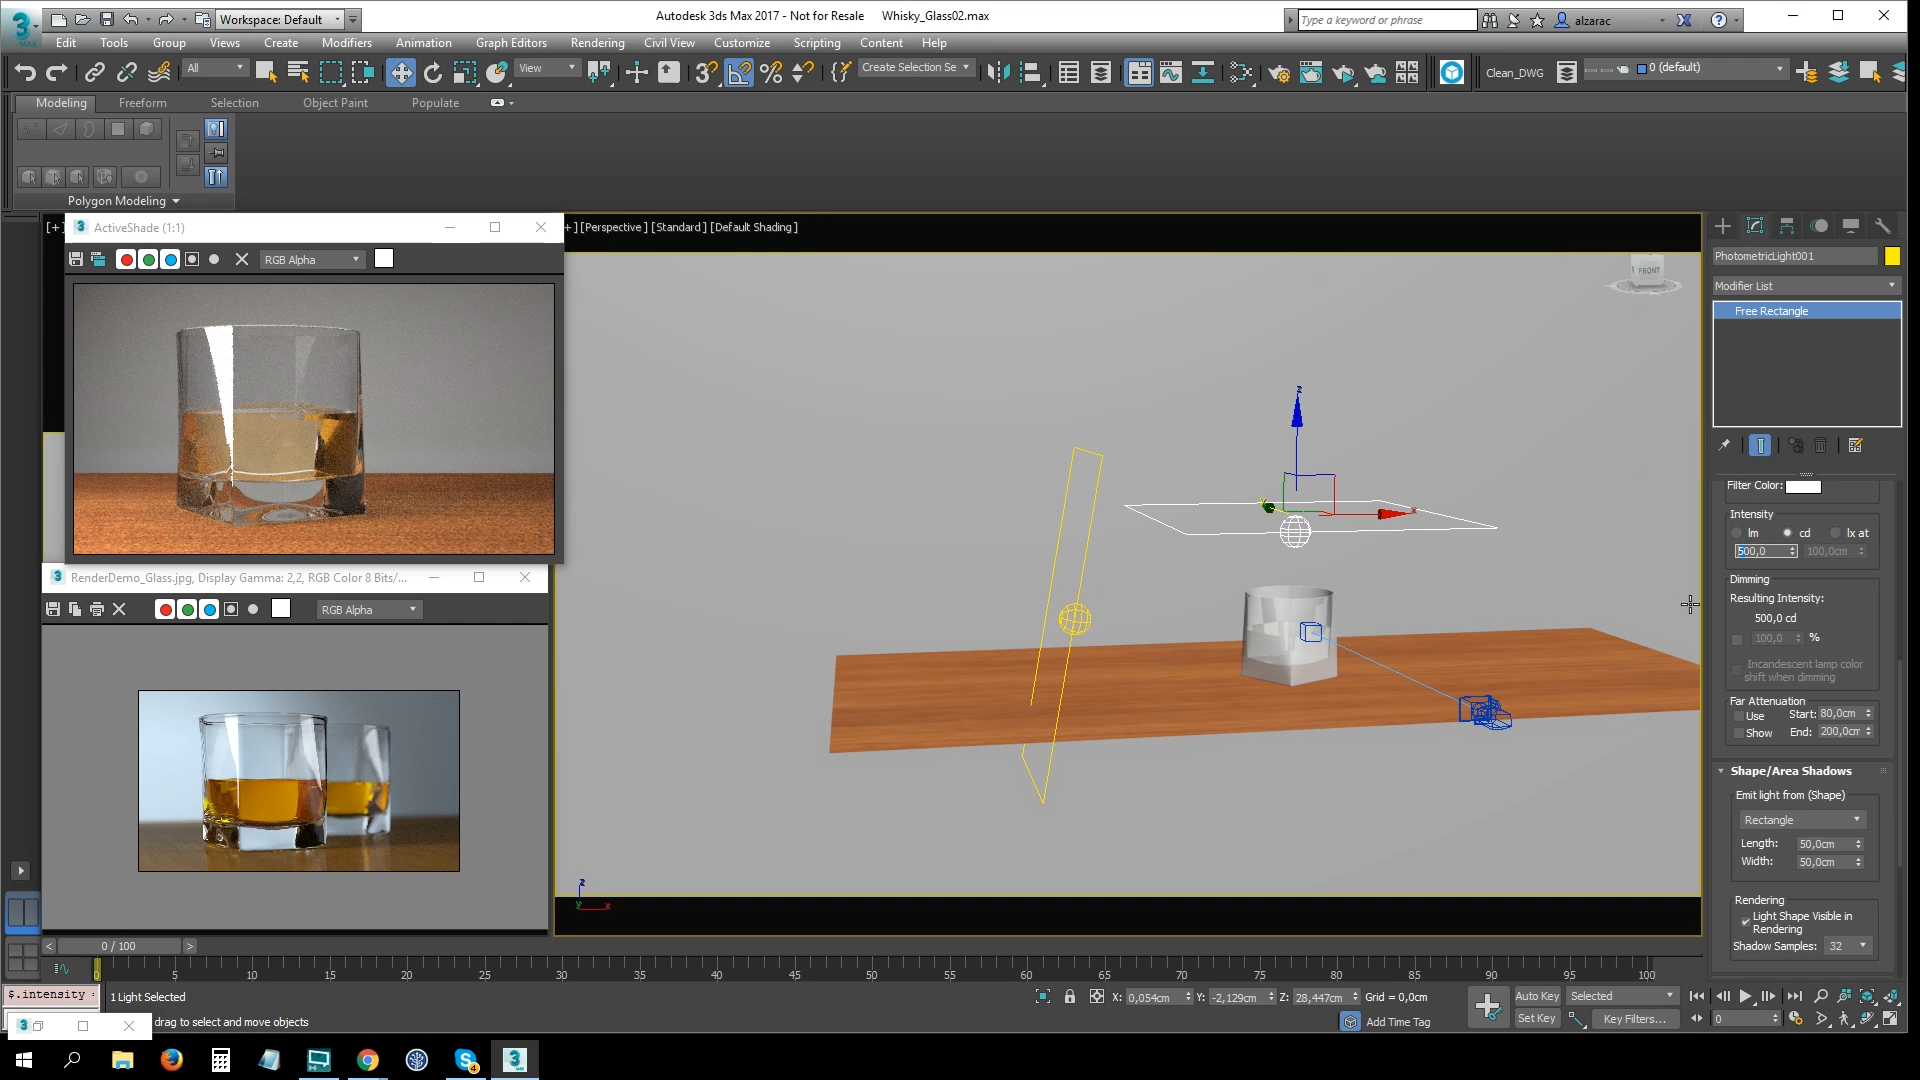 Workspace: Default
Autodesk 3ds Max 2017 - Not for Resale Whisky_Glass02.max
Type a keyword or phrase
alzarac
Edit Tools Group Views Create Modifiers Animation Graph Editors Rendering Civil View Customize Scripting Content Help
All
View
Create Selection Se
Clean_DWG
0 (default)
Modeling Freeform Selection Object Paint Populate
Polygon Modeling
[+]
ActiveShade (1:1)
RGB Alpha
+] [Perspective] [Standard] [Default Shading]
FRONT
z
x
y
RenderDemo_Glass.jpg, Display Gamma: 2,2, RGB Color 8 Bits/...
RGB Alpha
z
y
x
PhotometricLight001
Modifier List
Free Rectangle
Filter Color:
Intensity
lm cd lx at
500,0 100,0cm
Dimming
Resulting Intensity:
500,0 cd
100,0 %
Incandescent lamp color
shift when dimming
Far Attenuation
Use Start: 80,0cm
Show End: 200,0cm
Shape/Area Shadows
Emit light from (Shape)
Rectangle
Length: 50,0cm
Width: 50,0cm
Rendering
Light Shape Visible in
Rendering
Shadow Samples: 32
< 0 / 100 >
0 5 10 15 20 25 30 35 40 45 50 55 60 65 70 75 80 85 90 95 100
$.intensity
1 Light Selected
X: 0,054cm Y: -2,129cm Z: 28,447cm Grid = 0,0cm
Auto Key Selected
drag to select and move objects
Add Time Tag
Set Key Key Filters...
0
3
4
3
MAX